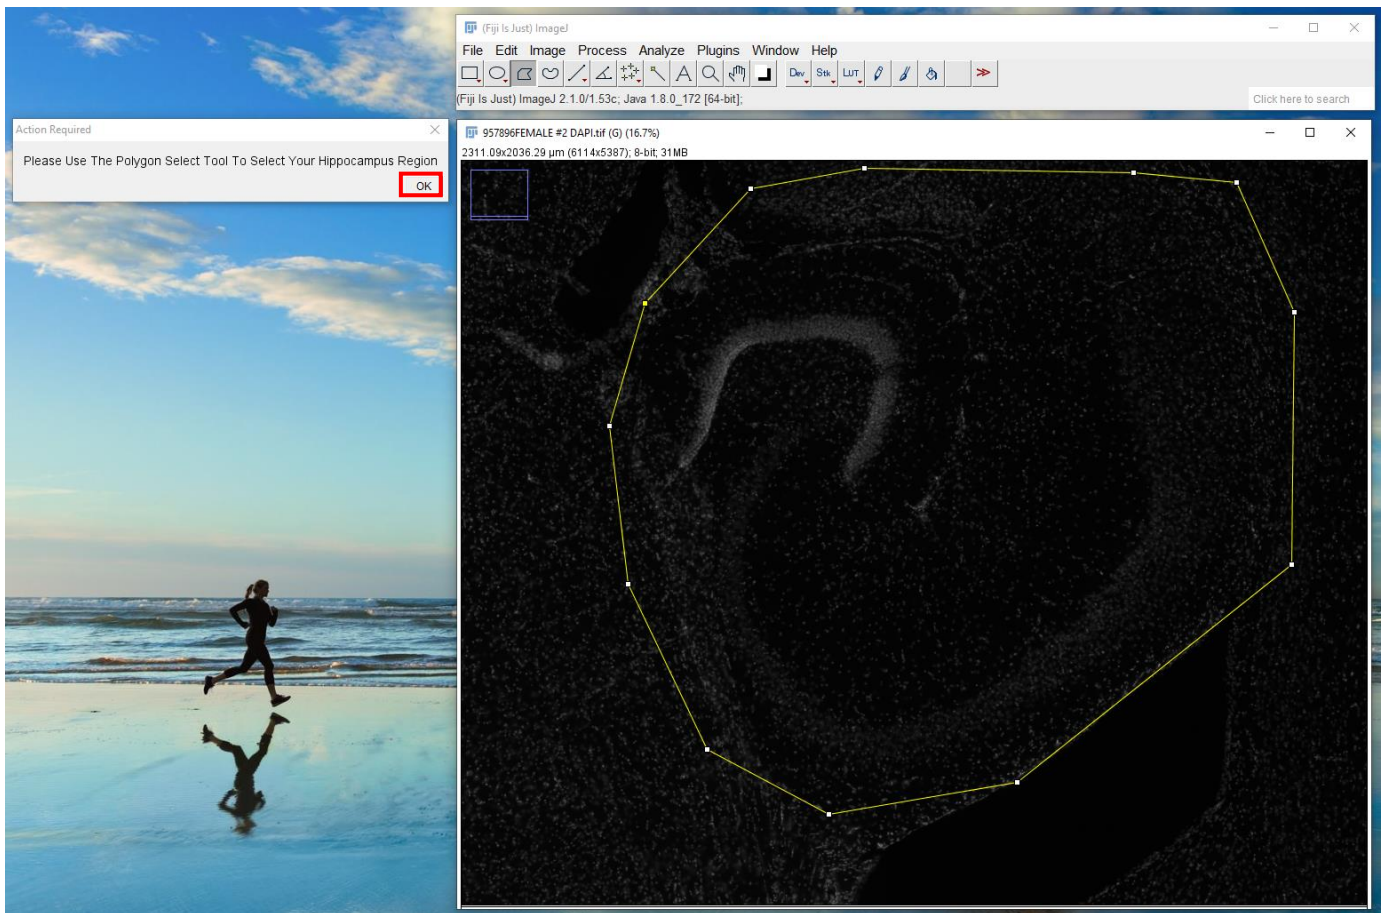 (Fiji Is Just) ImageJ
File Edit Image Process Analyze Plugins Window Help
Dev Stk LUT
(Fiji Is Just) ImageJ 2.1.0/1.53c; Java 1.8.0_172 [64-bit];
Click here to search
Action Required
Please Use The Polygon Select Tool To Select Your Hippocampus Region
OK
957896FEMALE #2 DAPI.tif (G) (16.7%)
2311.09x2036.29 µm (6114x5387); 8-bit; 31MB